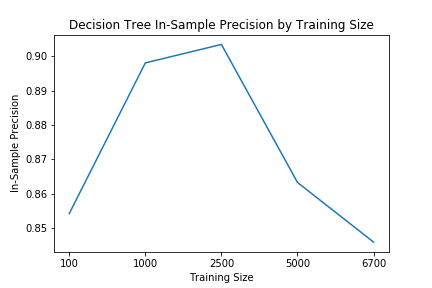 Decision Tree In-Sample Precision by Training Size
0.90
0.89
0.88
0.87
0.86
0.85
In-Sample Precision
100 1000 2500 5000 6700
Training Size